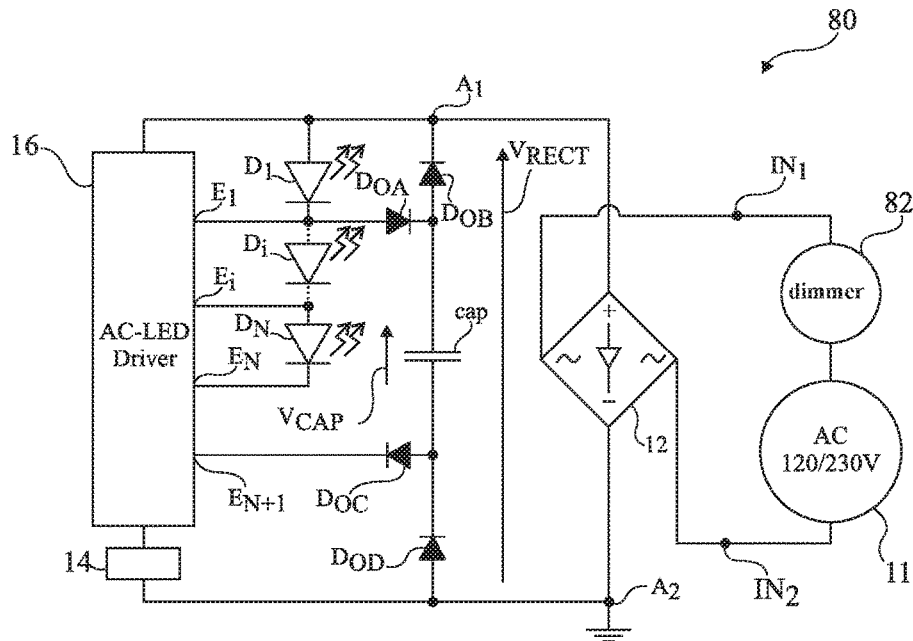 80
A1
16
VRECT
IN1
D1
DOA
E1
DOB
82
Di
dimmer
Ei
cap
AC-LED
Driver
DN
EN
VCAP
AC
120/230V
12
EN+1
DOC
14
DOD
A2
IN2
11